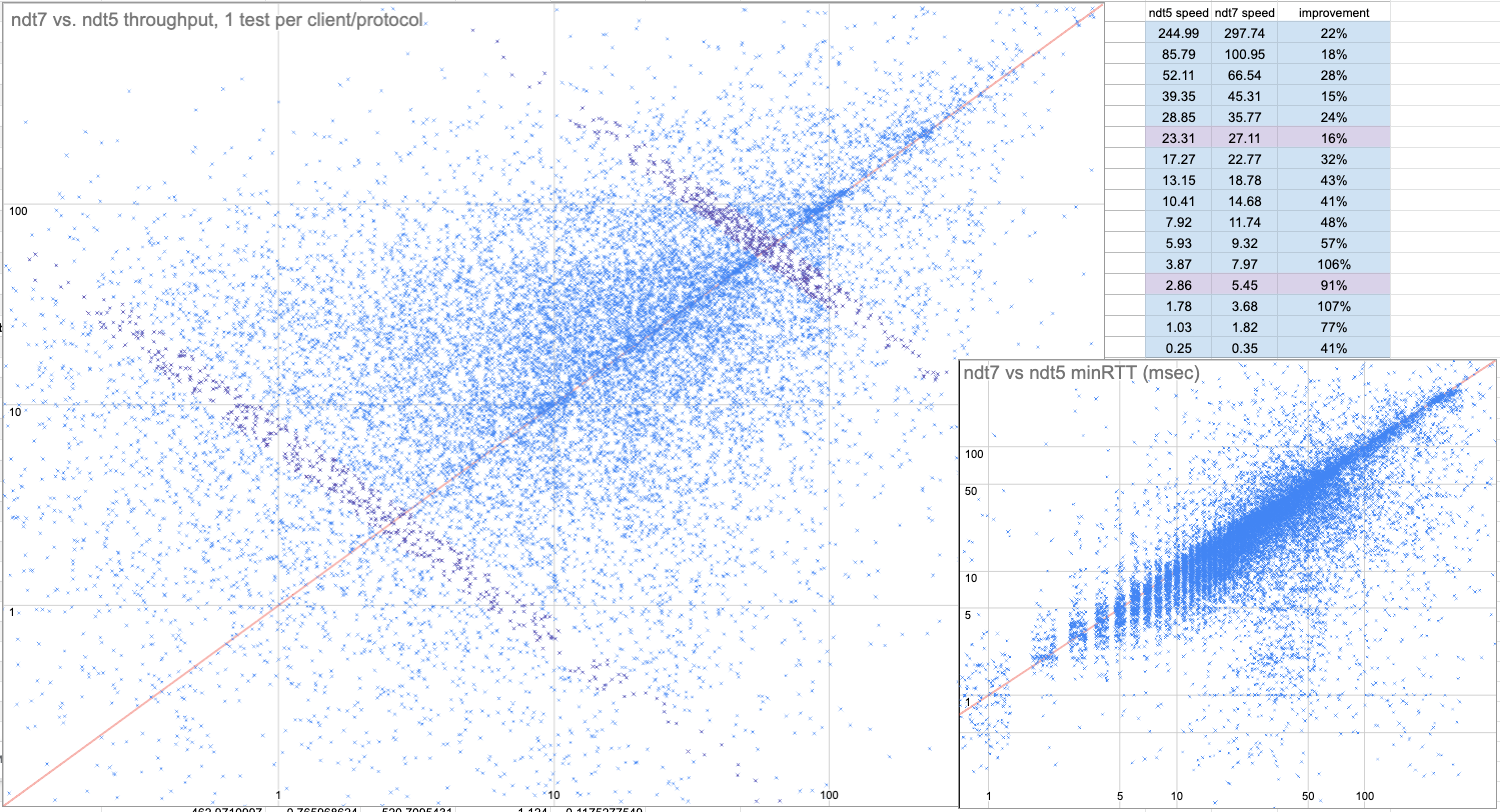 ndt7 vs. ndt5 throughput, 1 test per client/protocol
100
10
1
1 10 100
ndt5 speed ndt7 speed improvement
244.99 297.74 22%
85.79 100.95 18%
52.11 66.54 28%
39.35 45.31 15%
28.85 35.77 24%
23.31 27.11 16%
17.27 22.77 32%
13.15 18.78 43%
10.41 14.68 41%
7.92 11.74 48%
5.93 9.32 57%
3.87 7.97 106%
2.86 5.45 91%
1.78 3.68 107%
1.03 1.82 77%
0.25 0.35 41%
ndt7 vs ndt5 minRTT (msec)
100
50
10
5
1
1 5 10 50 100